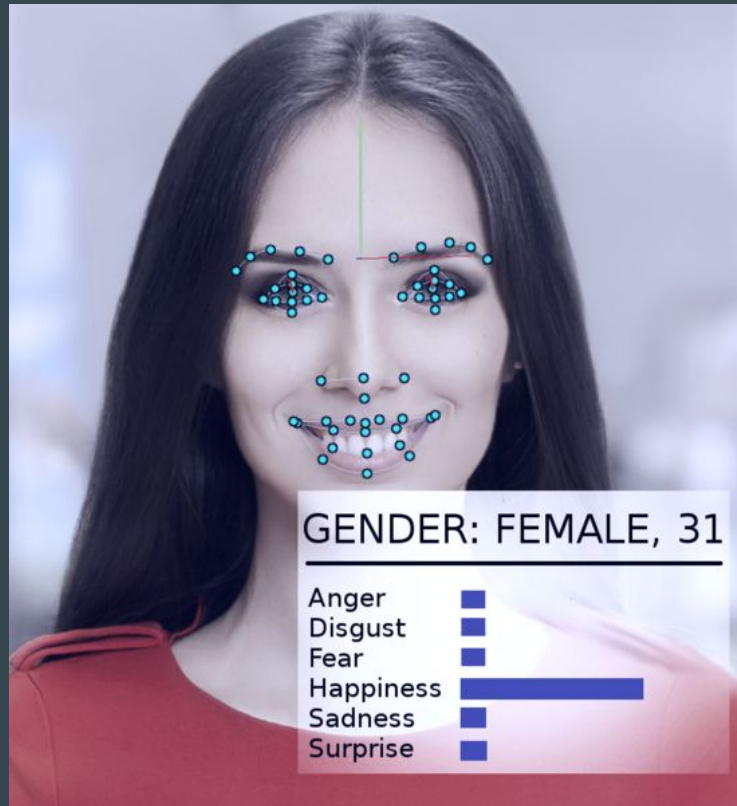 GENDER: FEMALE, 31
Anger
Disgust
Fear
Happiness
Sadness
Surprise